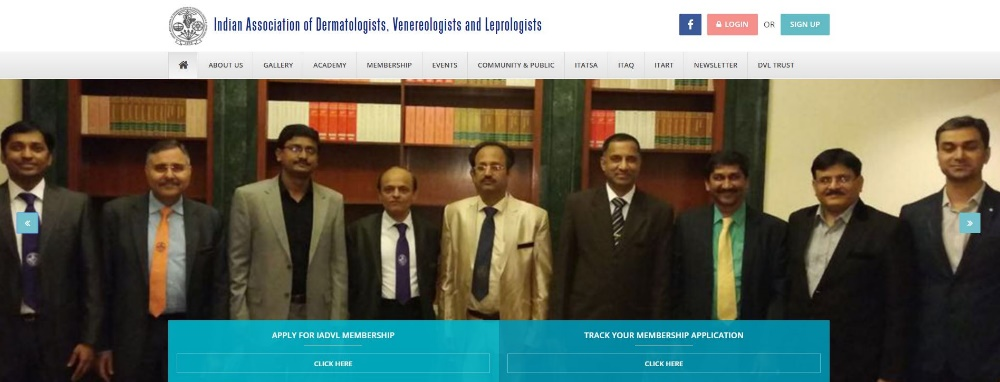 Indian Association of Dermatologists, Venereologists and Leprologists
f
LOGIN OR SIGN UP
ABOUT US GALLERY ACADEMY MEMBERSHIP EVENTS COMMUNITY & PUBLIC ITATSA ITAQ ITART NEWSLETTER DVL TRUST
« »
APPLY FOR IADVL MEMBERSHIP TRACK YOUR MEMBERSHIP APPLICATION
CLICK HERE CLICK HERE